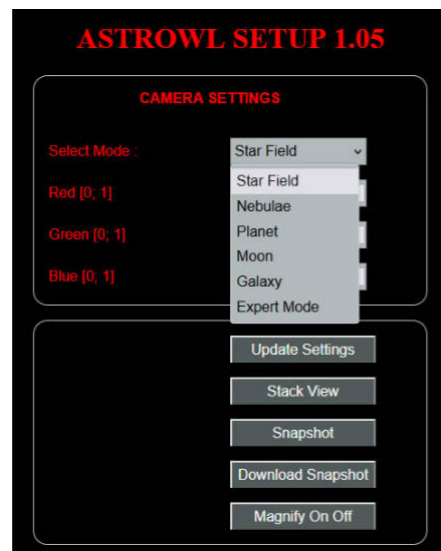 ASTROWL SETUP 1.05
CAMERA SETTINGS
Select Mode : Star Field
Star Field
Red [0; 1]
Nebulae
Planet
Green [0; 1]
Moon
Blue [0; 1]
Galaxy
Expert Mode
Update Settings
Stack View
Snapshot
Download Snapshot
Magnify On Off